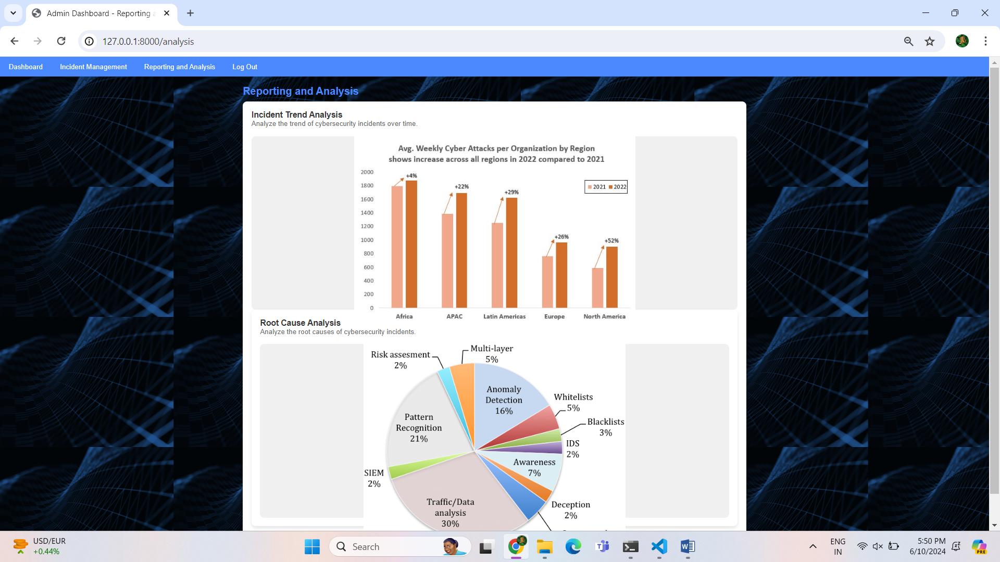 Admin Dashboard - Reporting a
127.0.0.1:8000/analysis
Dashboard
Incident Management
Reporting and Analysis
Log Out
Reporting and Analysis
Incident Trend Analysis
Analyze the trend of cybersecurity incidents over time.
Avg. Weekly Cyber Attacks per Organization by Region
shows increase across all regions in 2022 compared to 2021
2000
1800
1600
1400
1200
1000
800
600
400
200
0
+4%
+22%
+29%
+26%
+52%
2021 2022
Africa
APAC
Latin Americas
Europe
North America
Root Cause Analysis
Analyze the root causes of cybersecurity incidents.
Multi-layer
5%
Risk assesment
2%
Anomaly
Detection
16%
Whitelists
5%
Blacklists
3%
IDS
2%
Awareness
7%
Deception
2%
Pattern
Recognition
21%
SIEM
2%
Traffic/Data
analysis
30%
USD/EUR
+0.44%
Search
PRE
ENG
IN
5:50 PM
6/10/2024